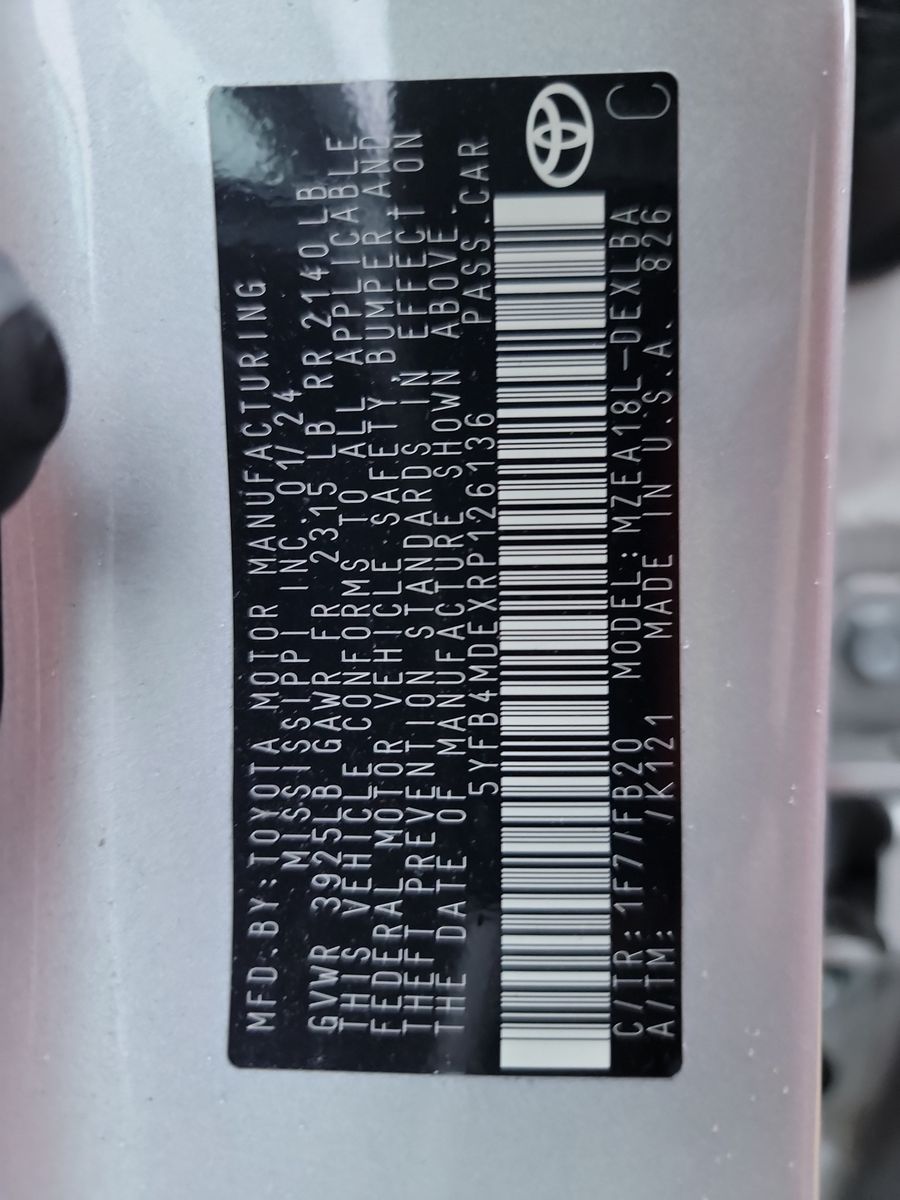 MFD.BY:TOYOTA MOTOR MANUFACTURING
MISSISSIPPI INC. 01/24
GVWR 3925LB GAWR FR 2315 LB RR 2140LB
THIS VEHICLE CONFORMS TO ALL APPLICABLE
FEDERAL MOTOR VEHICLE SAFETY BUMPER AND
THEFT PREVENTION STANDARDS IN EFFECT ON
THE DATE OF MANUFACTURE SHOWN ABOVE.
5YFB4MDEXRP126136 PASS.CAR
C/TR:1F7/FB20 MODEL:MZEA18L-DEXLBA
A/TM: /K121 MADE IN U.S.A. 826
C